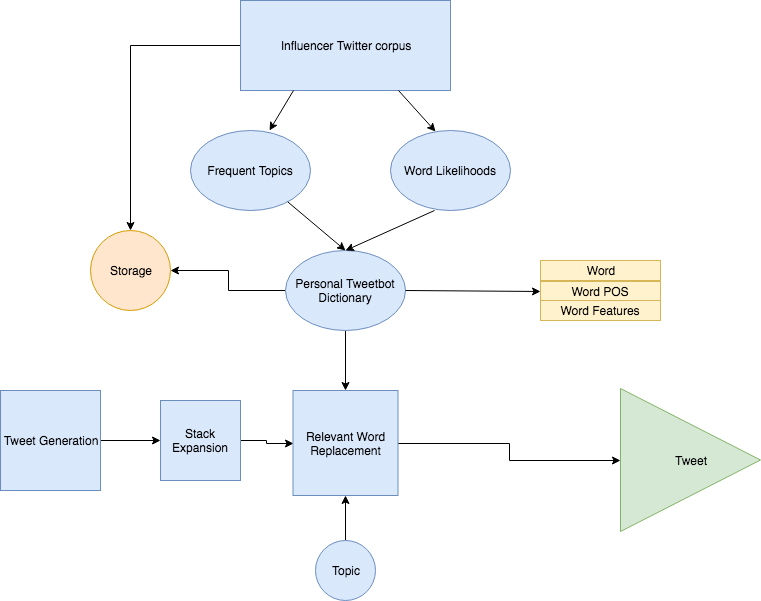 Influencer Twitter corpus
Frequent Topics
Word Likelihoods
Storage
Personal Tweetbot
Dictionary
Word
Word POS
Word Features
Tweet Generation
Stack
Expansion
Relevant Word
Replacement
Tweet
Topic